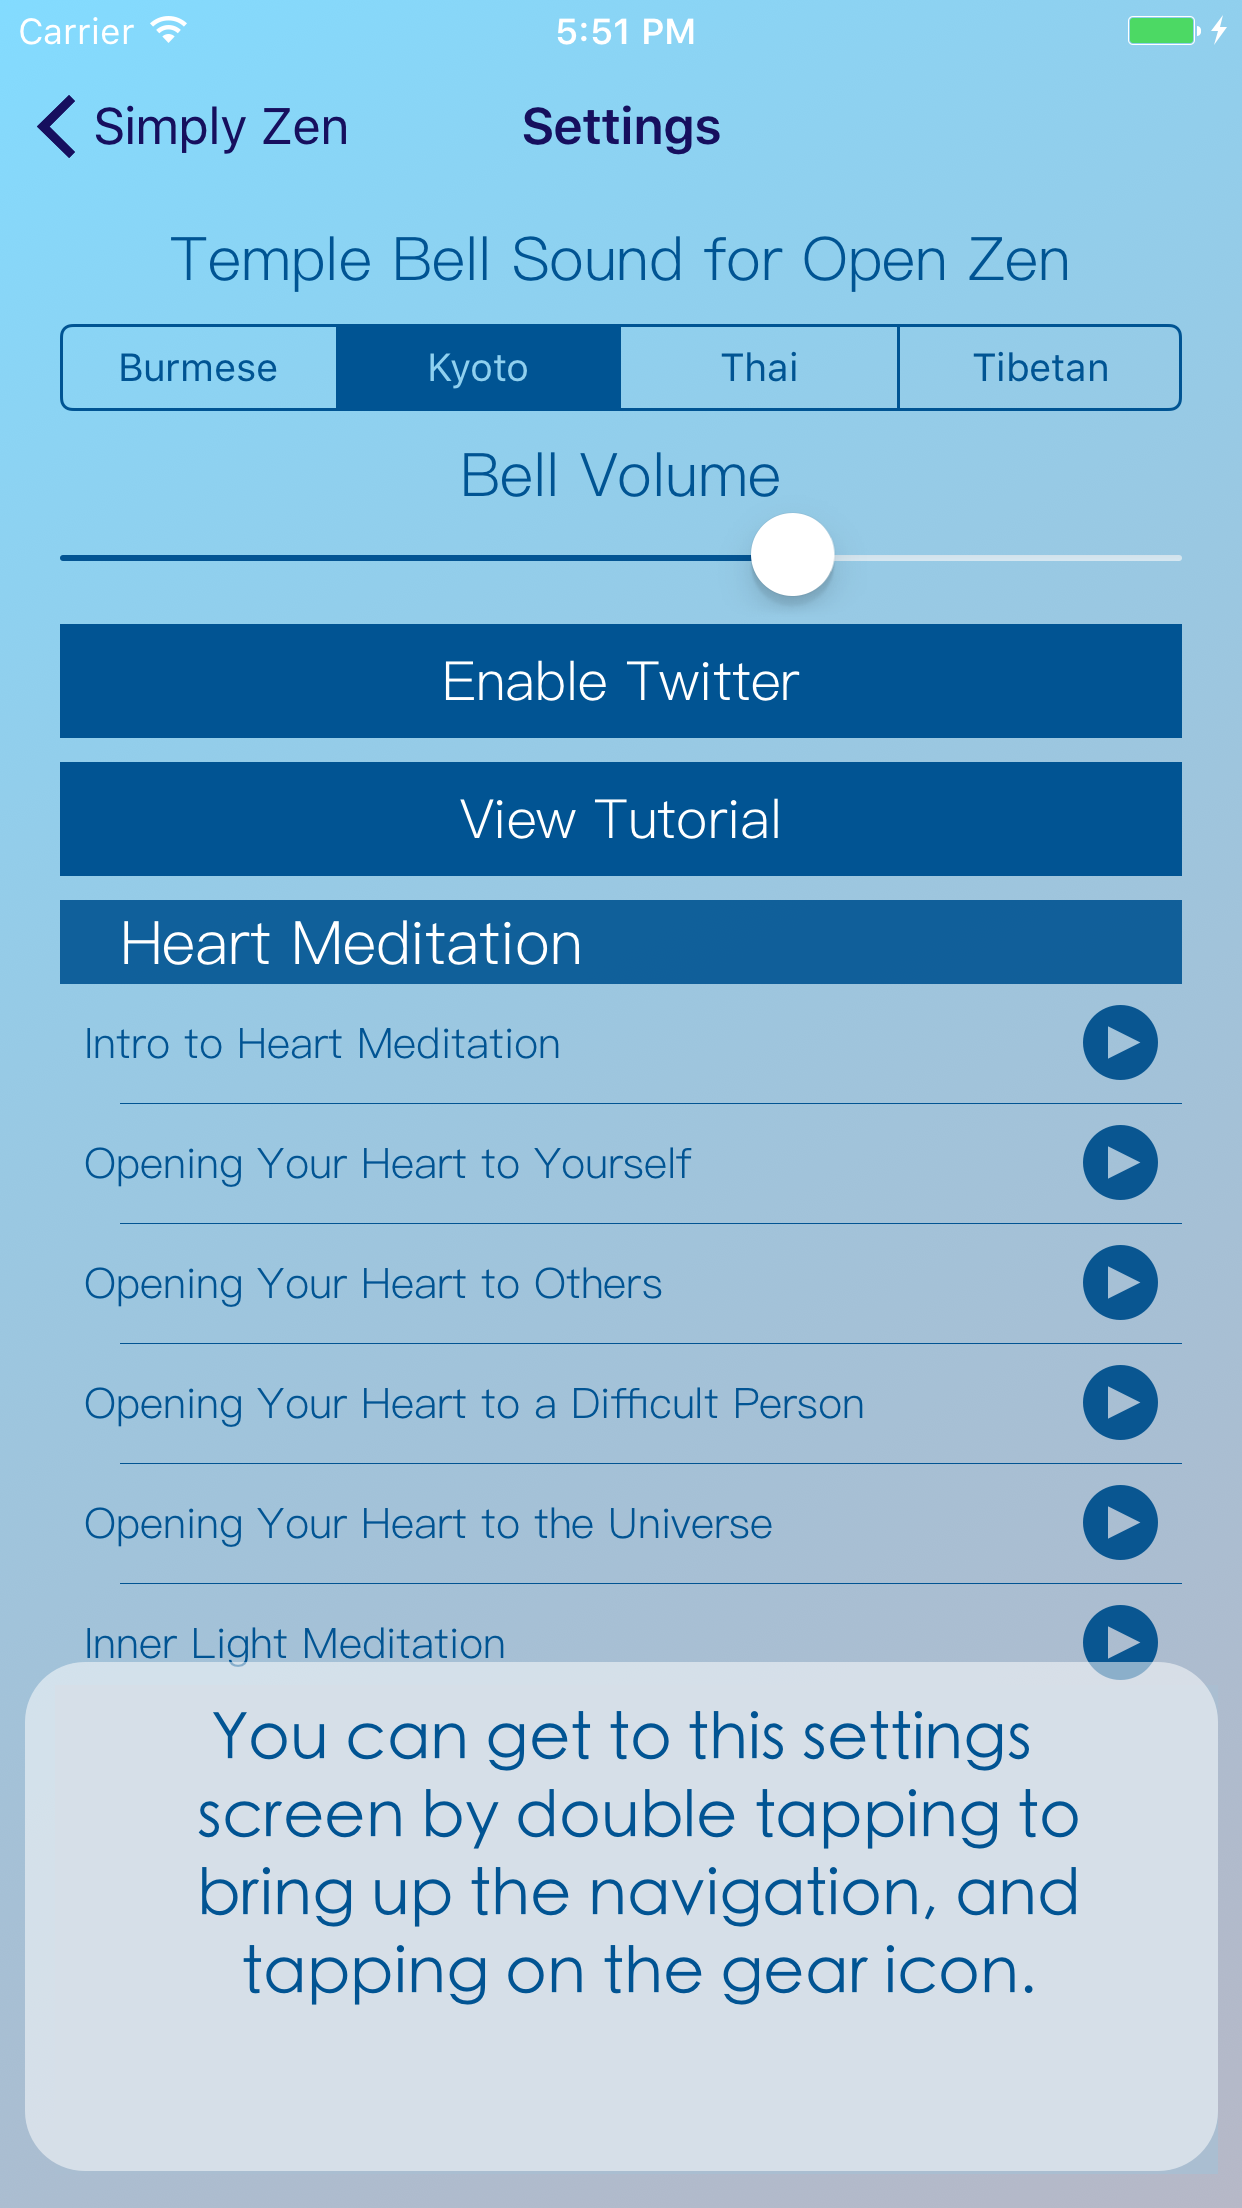 Carrier 5:51 PM
Simply Zen Settings
Temple Bell Sound for Open Zen
Burmese Kyoto Thai Tibetan
Bell Volume
Enable Twitter
View Tutorial
Heart Meditation
Intro to Heart Meditation
Opening Your Heart to Yourself
Opening Your Heart to Others
Opening Your Heart to a Difficult Person
Opening Your Heart to the Universe
Inner Light Meditation
You can get to this settings
screen by double tapping to
bring up the navigation, and
tapping on the gear icon.